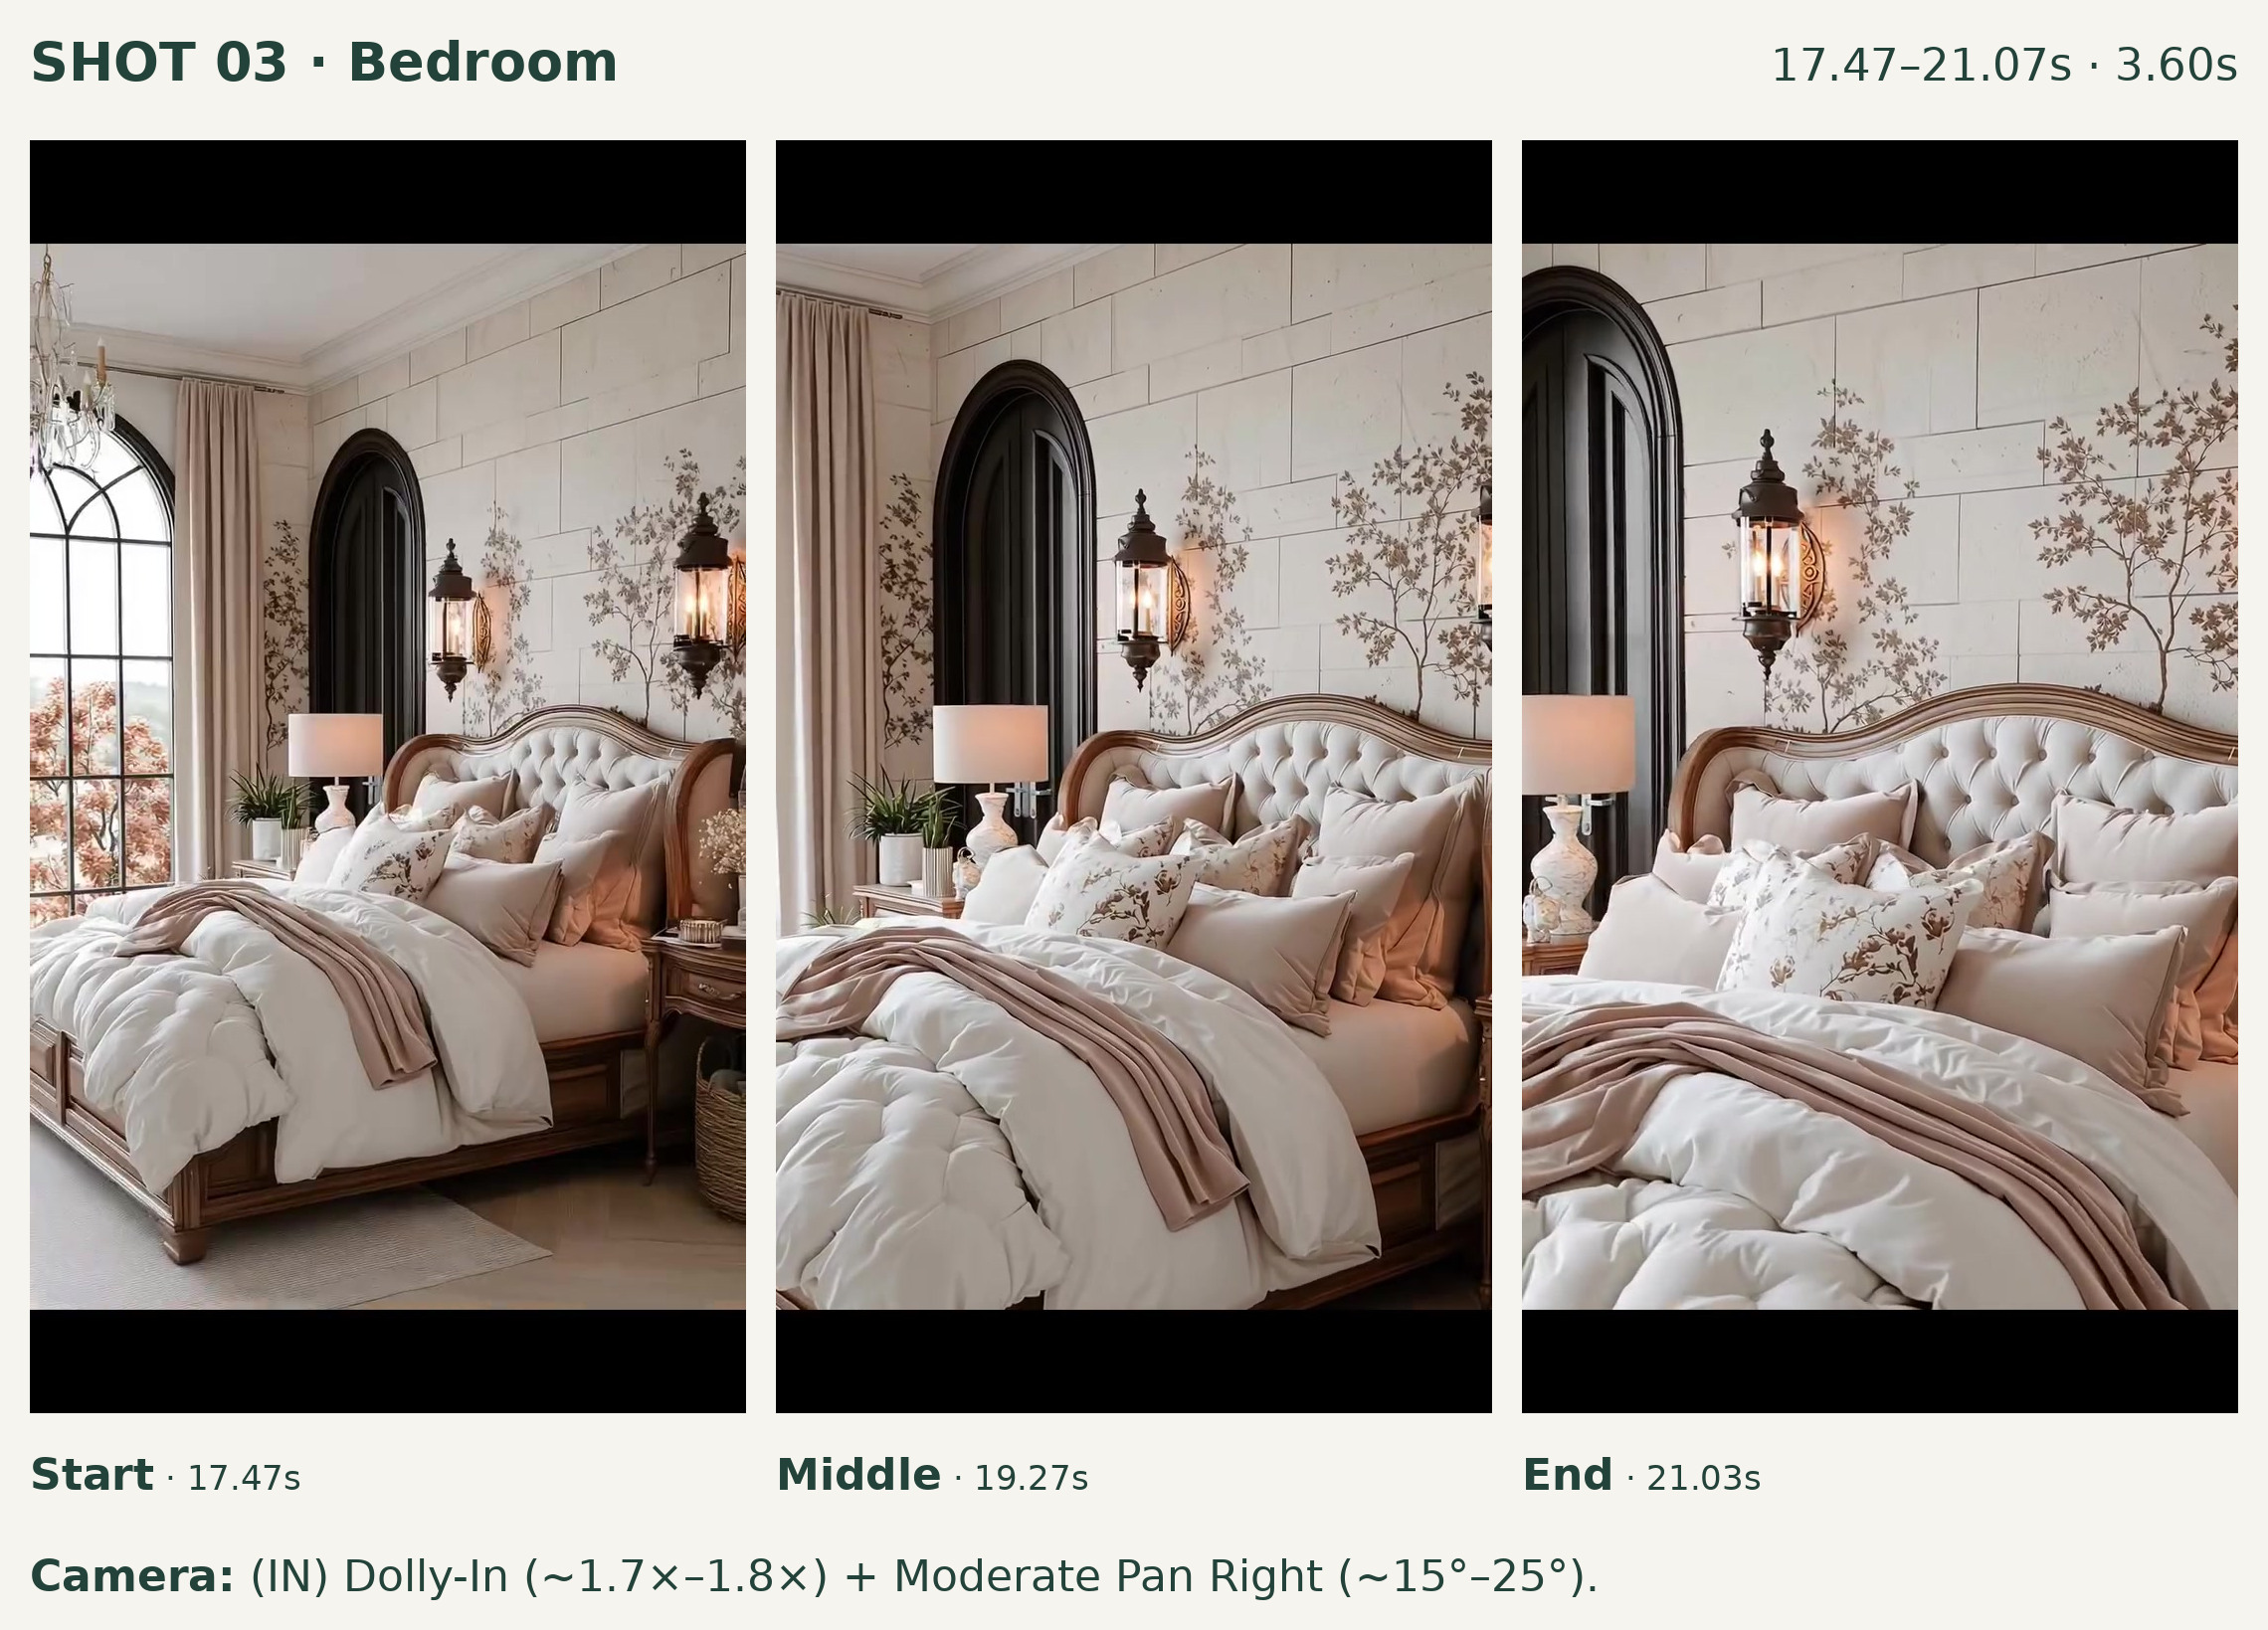 SHOT 03 · Bedroom
17.47–21.07s · 3.60s
Start · 17.47s
Middle · 19.27s
End · 21.03s
Camera: (IN) Dolly-In (~1.7×–1.8×) + Moderate Pan Right (~15°–25°).